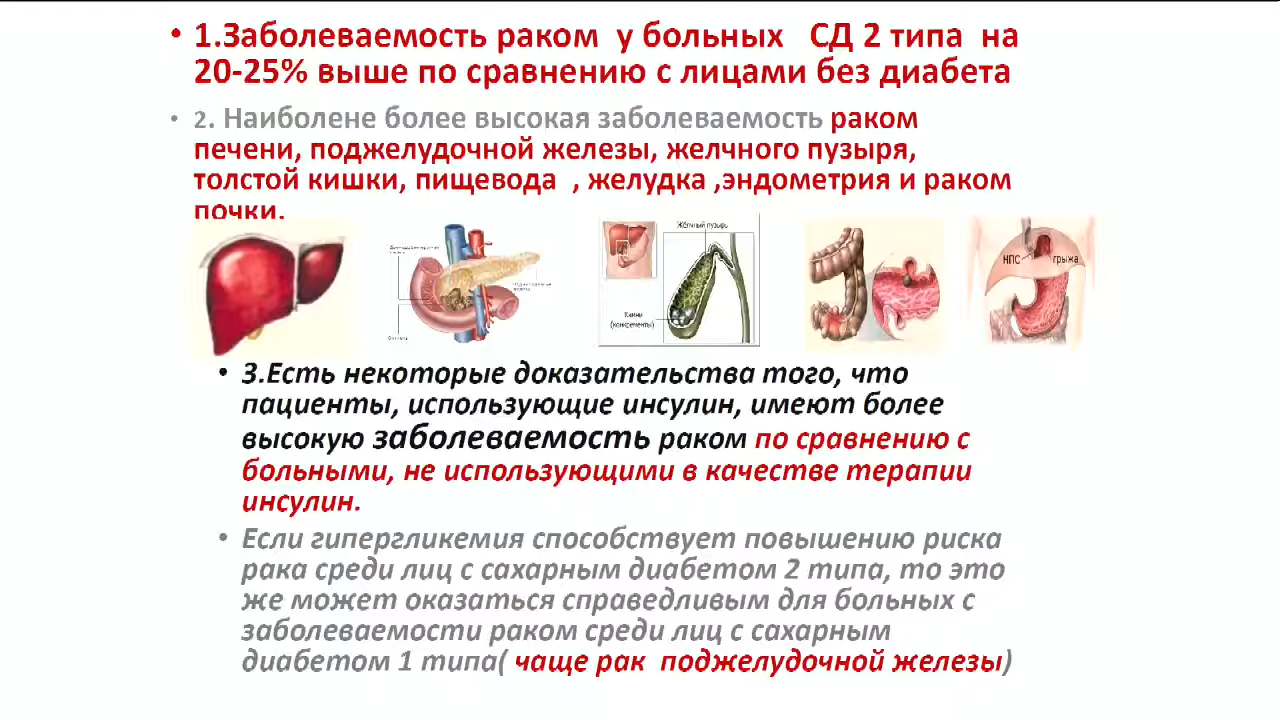 • 1.Заболеваемость раком у больных СД 2 типа на
20-25% выше по сравнению с лицами без диабета
• 2. Наиболене более высокая заболеваемость раком
печени, поджелудочной железы, желчного пузыря,
толстой кишки, пищевода , желудка ,эндометрия и раком
почки.
Жёлчный пузырь
Камни
(конкременты)
НПС грыжа
• 3.Есть некоторые доказательства того, что
пациенты, использующие инсулин, имеют более
высокую заболеваемость раком по сравнению с
больными, не использующими в качестве терапии
инсулин.
• Если гипергликемия способствует повышению риска
рака среди лиц с сахарным диабетом 2 типа, то это
же может оказаться справедливым для больных с
заболеваемости раком среди лиц с сахарным
диабетом 1 типа( чаще рак поджелудочной железы)